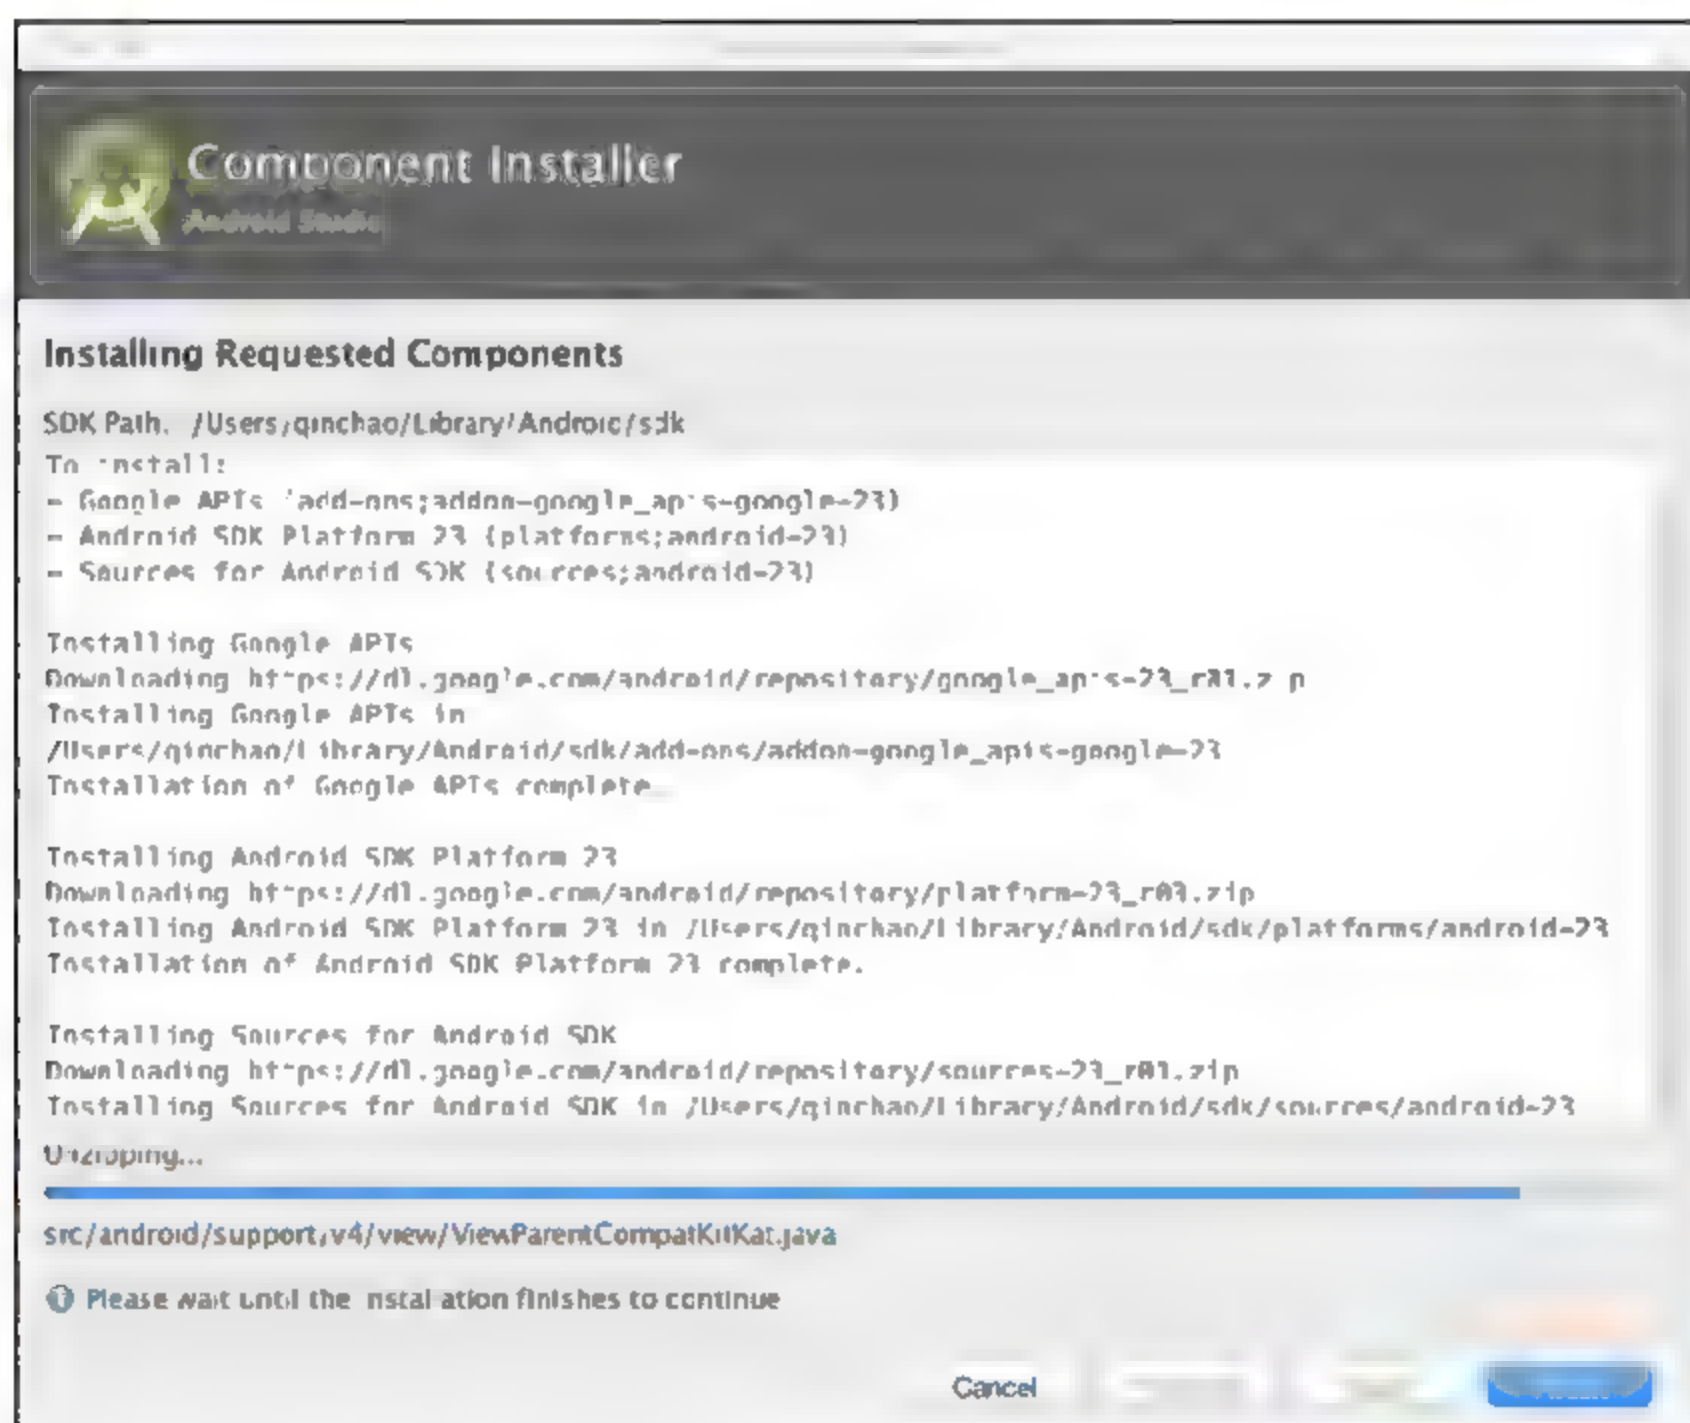 Component Installer
Android Studio
Installing Requested Components
SDK Path: /Users/qinchao/Library/Android/sdk
To install:
- Google APIs (add-ons;addon-google_apis-google-23)
- Android SDK Platform 23 (platforms;android-23)
- Sources for Android SDK (sources;android-23)
Installing Google APIs
Downloading https://dl.google.com/android/repository/google_apis-23_r01.zip
Installing Google APIs in
/Users/qinchao/Library/Android/sdk/add-ons/addon-google_apis-google-23
Installation of Google APIs complete.
Installing Android SDK Platform 23
Downloading https://dl.google.com/android/repository/platform-23_r03.zip
Installing Android SDK Platform 23 in /Users/qinchao/Library/Android/sdk/platforms/android-23
Installation of Android SDK Platform 23 complete.
Installing Sources for Android SDK
Downloading https://dl.google.com/android/repository/sources-23_r01.zip
Installing Sources for Android SDK in /Users/qinchao/Library/Android/sdk/sources/android-23
Unzipping...
src/android/support/v4/view/ViewParentCompatKitKat.java
Please wait until the installation finishes to continue
Cancel